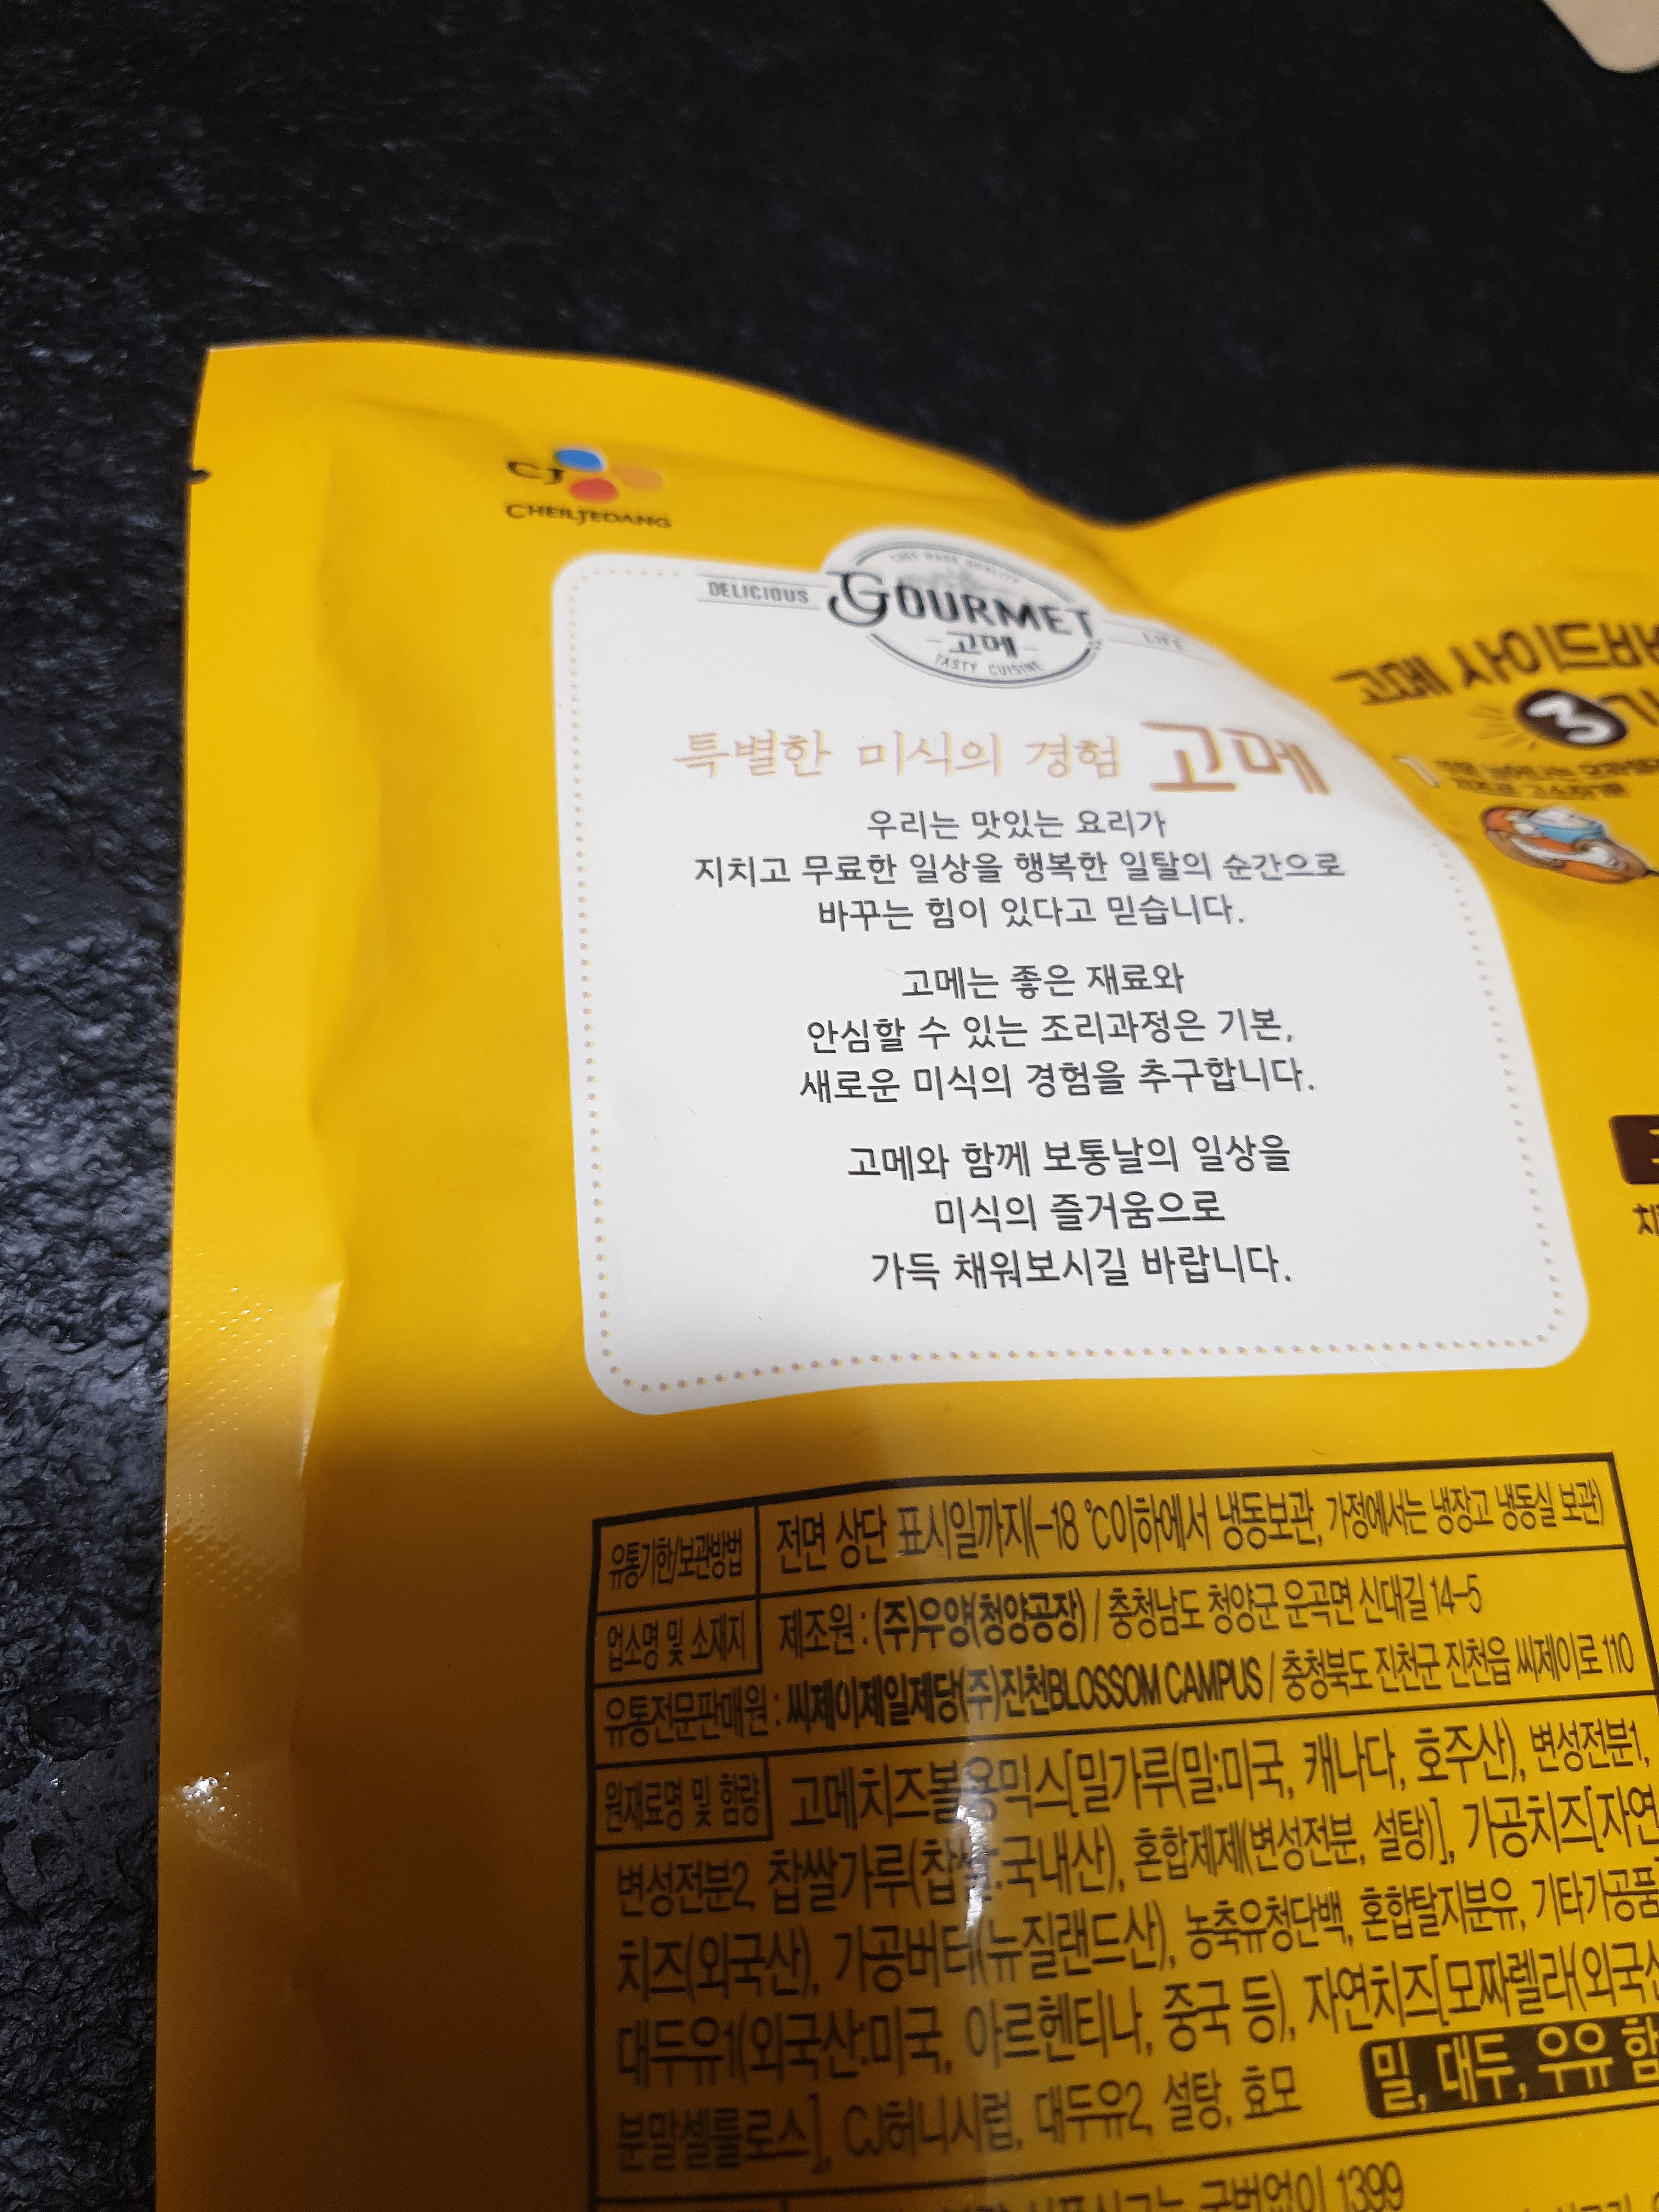 CJ
CHEILJEDANG
DELICIOUS
GOURMET
LIFE
고메
TASTY CUISINE
특별한 미식의 경험 고메
우리는 맛있는 요리가
지치고 무료한 일상을 행복한 일탈의 순간으로
바꾸는 힘이 있다고 믿습니다.
고메는 좋은 재료와
안심할 수 있는 조리과정은 기본,
새로운 미식의 경험을 추구합니다.
고메와 함께 보통날의 일상을
미식의 즐거움으로
가득 채워보시길 바랍니다.
고메 사이드
3
1
유통기한/보관방법 전면 상단 표시일까지(-18 ℃이하에서 냉동보관, 가정에서는 냉장고 냉동실 보관)
업소명 및 소재지 제조원 : (주)우양(청양공장) / 충청남도 청양군 운곡면 신대길 14-5
유통전문판매원 : 씨제이제일제당(주)진천BLOSSOM CAMPUS / 충청북도 진천군 진천읍 씨제이로 110
원재료명 및 함량 고메치즈볼용믹스[밀가루(밀:미국, 캐나다, 호주산), 변성전분1,
변성전분2, 찹쌀가루(찹쌀:국내산), 혼합제제(변성전분, 설탕)], 가공치즈[자연
치즈(외국산), 가공버터(뉴질랜드산), 농축유청단백, 혼합탈지분유, 기타가공품
대두유1(외국산:미국, 아르헨티나, 중국 등), 자연치즈[모짜렐라(외국산
분말셀룰로스], CJ허니시럽, 대두유2, 설탕, 효모 밀, 대두, 우유 함
국번없이 1399